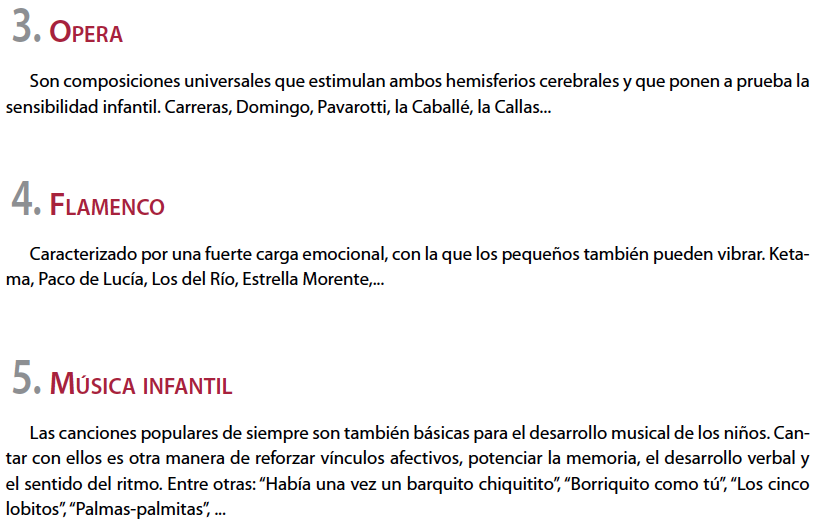 3. OPERA
Son composiciones universales que estimulan ambos hemisferios cerebrales y que ponen a prueba la
sensibilidad infantil. Carreras, Domingo, Pavarotti, la Caballé, la Callas...
4. FLAMENCO
Caracterizado por una fuerte carga emocional, con la que los pequeños también pueden vibrar. Keta-
ma, Paco de Lucía, Los del Río, Estrella Morente,...
5. MÚSICA INFANTIL
Las canciones populares de siempre son también básicas para el desarrollo musical de los niños. Can-
tar con ellos es otra manera de reforzar vínculos afectivos, potenciar la memoria, el desarrollo verbal y
el sentido del ritmo. Entre otras: “Había una vez un barquito chiquitito”, “Borriquito como tú”, “Los cinco
lobitos”, “Palmas-palmitas”, ...